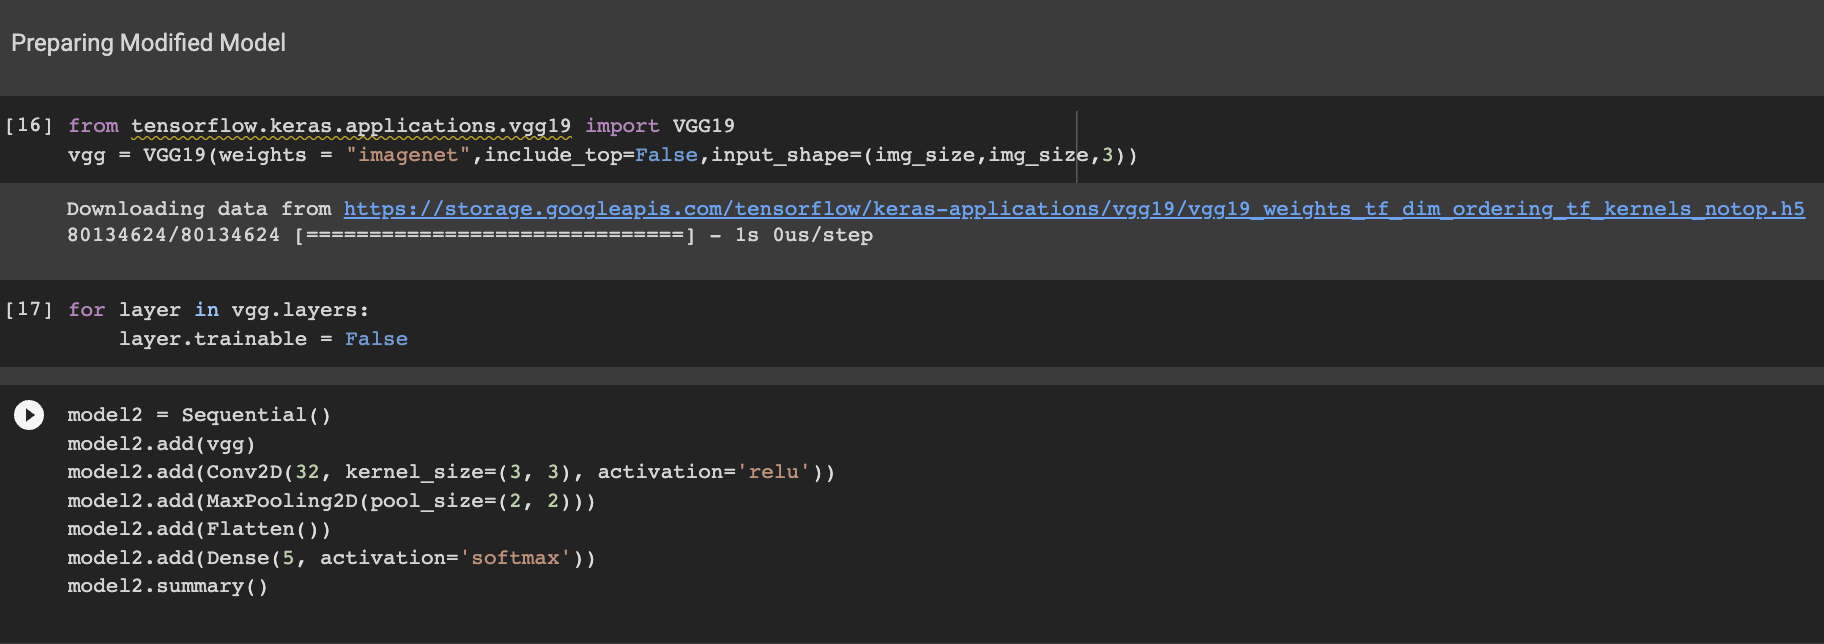 Preparing Modified Model
[16] from tensorflow.keras.applications.vgg19 import VGG19
vgg = VGG19(weights = "imagenet",include_top=False,input_shape=(img_size,img_size,3))
Downloading data from https://storage.googleapis.com/tensorflow/keras-applications/vgg19/vgg19_weights_tf_dim_ordering_tf_kernels_notop.h5
80134624/80134624 [==============================] - 1s 0us/step
[17] for layer in vgg.layers:
layer.trainable = False
model2 = Sequential()
model2.add(vgg)
model2.add(Conv2D(32, kernel_size=(3, 3), activation='relu'))
model2.add(MaxPooling2D(pool_size=(2, 2)))
model2.add(Flatten())
model2.add(Dense(5, activation='softmax'))
model2.summary()